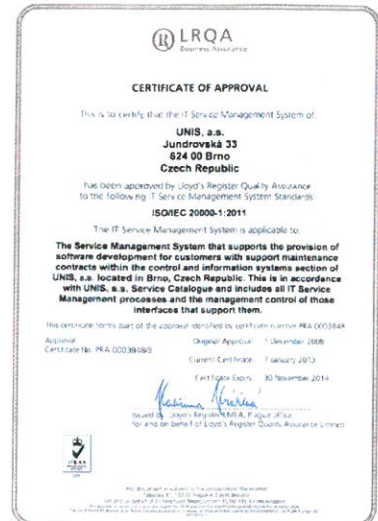 LRQA
Business Assurance
CERTIFICATE OF APPROVAL
This is to certify that the IT Service Management System of:
UNIS, a.s.
Jundrovská 33
624 00 Brno
Czech Republic
has been approved by Lloyd's Register Quality Assurance
to the following IT Service Management System Standards:
ISO/IEC 20000-1:2011
The IT Service Management System is applicable to:
The Service Management System that supports the provision of
software development for customers with support maintenance
contracts within the control and information systems section of
UNIS, a.s. located in Brno, Czech Republic. This is in accordance
with UNIS, a.s. Service Catalogue and includes all IT Service
Management processes and the management control of those
interfaces that support them.
This certificate forms part of the approval identified by certificate number PRA 0003848
Approval
Certificate No: PRA 0003848/B
Original Approval: 1 December 2008
Current Certificate: 1 January 2013
Certificate Expiry: 30 November 2014
Issued by: Lloyd's Register EMEA, Prague office,
for and on behalf of Lloyd's Register Quality Assurance Limited
UKAS